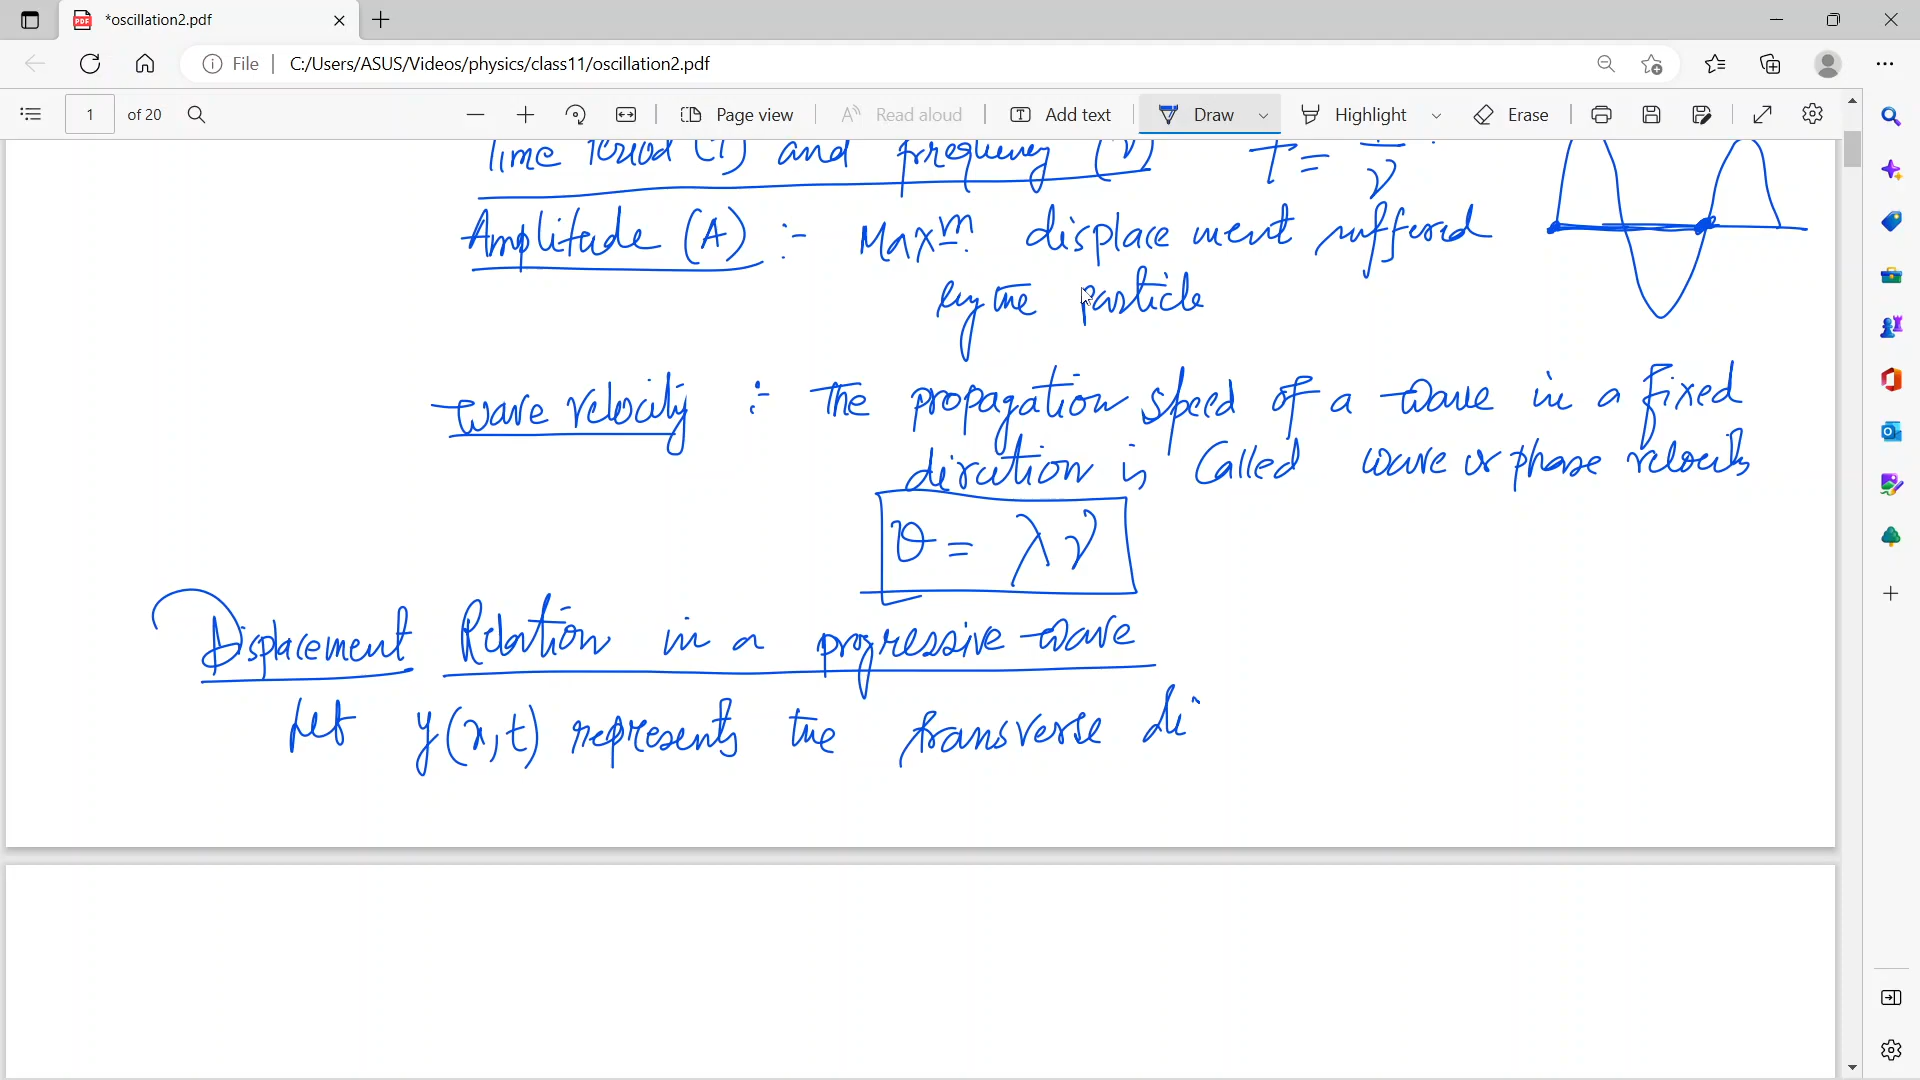 *oscillation2.pdf
File C:/Users/ASUS/Videos/physics/class11/oscillation2.pdf
1 of 20 Page view Read aloud Add text Draw Highlight Erase
Time Period (T) and frequency (ν) T = 1/ν
Amplitude (A) :- Maxm. displacement suffered
by the particle
wave velocity :- The propagation speed of a wave in a fixed
direction is called wave or phase velocity
v = λν
Displacement Relation in a progressive wave
Let y(x,t) represents the transverse di